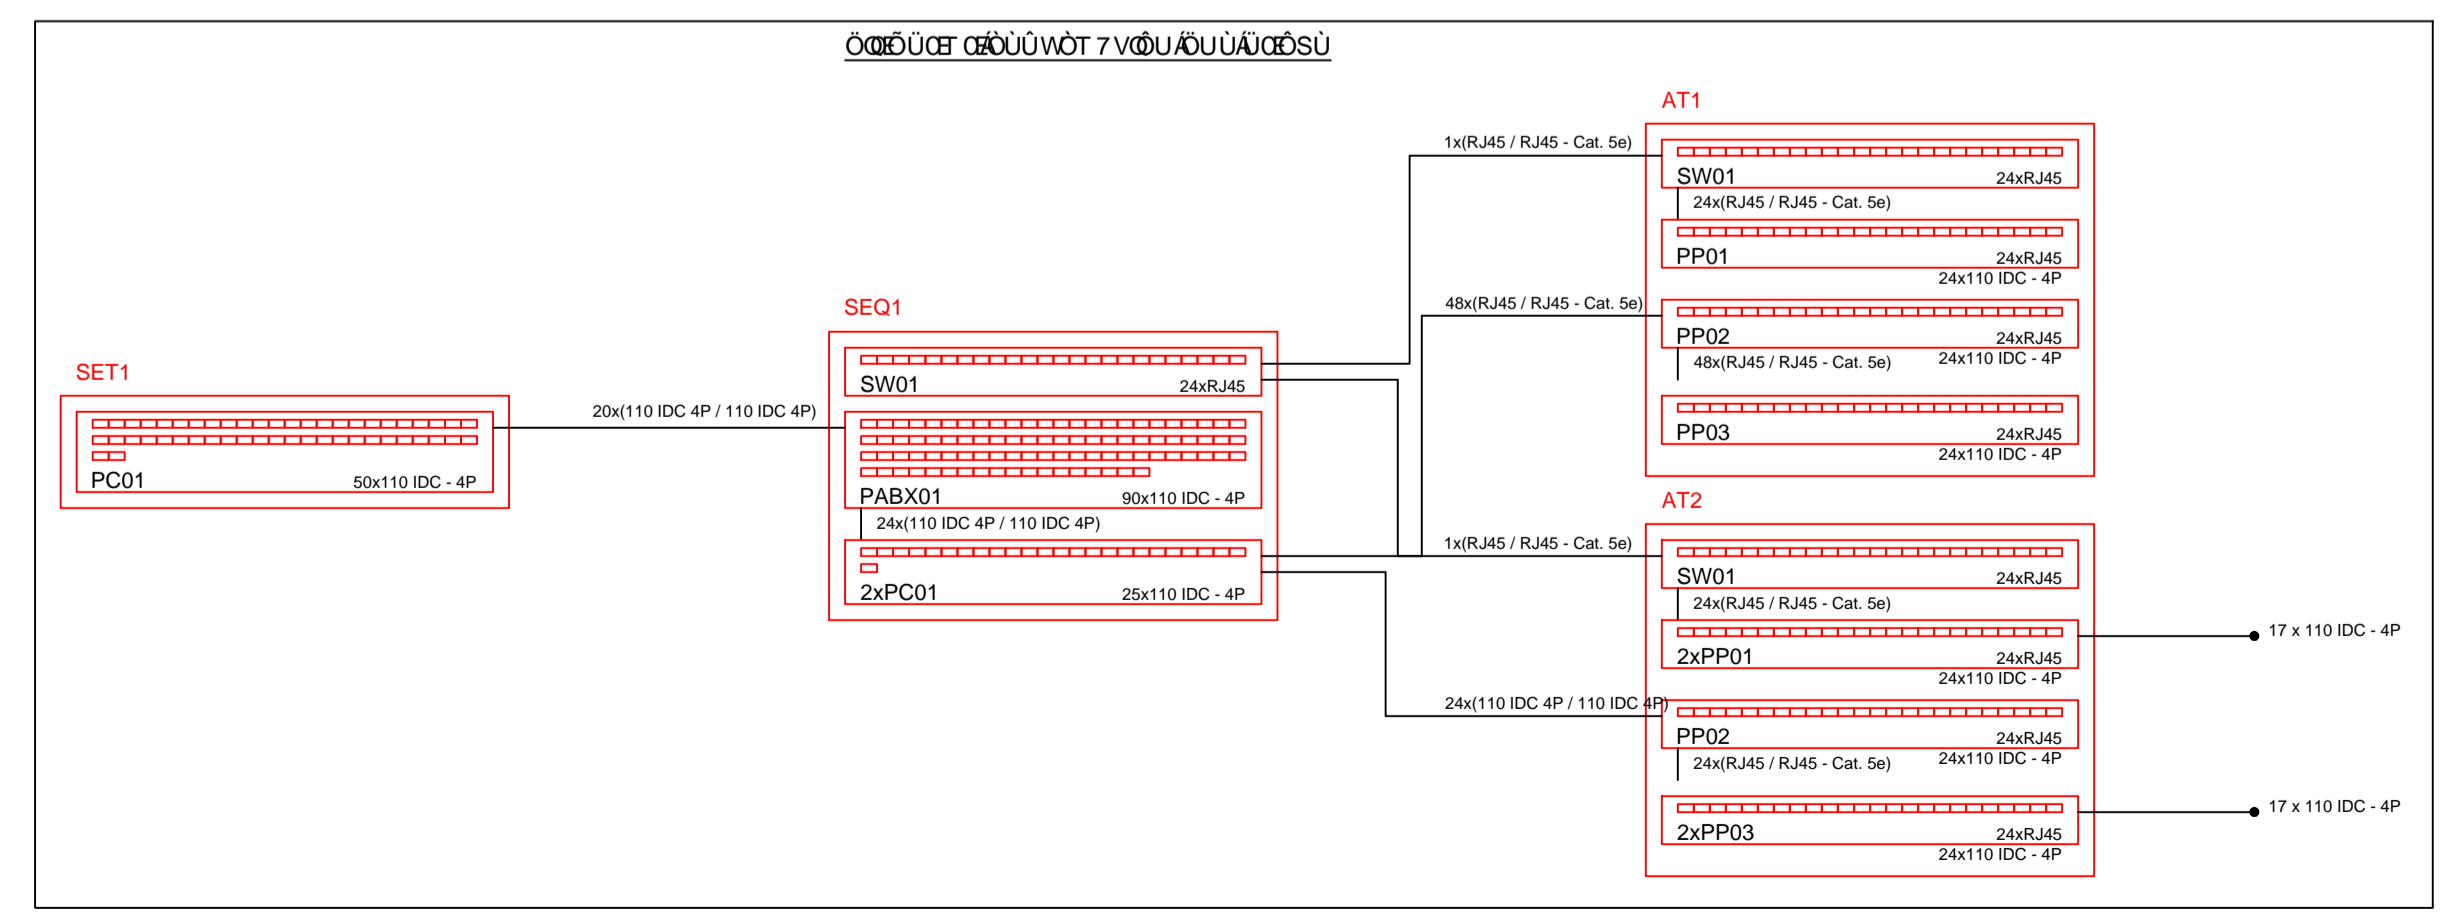 AT1
1x(RJ45 / RJ45 - Cat. 5e)
SW01
24xRJ45
24x(RJ45 / RJ45 - Cat. 5e)
PP01
24xRJ45
24x110 IDC - 4P
48x(RJ45 / RJ45 - Cat. 5e)
PP02
24xRJ45
24x110 IDC - 4P
48x(RJ45 / RJ45 - Cat. 5e)
PP03
24xRJ45
24x110 IDC - 4P
SEQ1
SW01
24xRJ45
SET1
20x(110 IDC 4P / 110 IDC 4P)
PC01
50x110 IDC - 4P
PABX01
90x110 IDC - 4P
24x(110 IDC 4P / 110 IDC 4P)
2xPC01
25x110 IDC - 4P
AT2
1x(RJ45 / RJ45 - Cat. 5e)
SW01
24xRJ45
24x(RJ45 / RJ45 - Cat. 5e)
17 x 110 IDC - 4P
2xPP01
24xRJ45
24x110 IDC - 4P
24x(110 IDC 4P / 110 IDC 4P)
PP02
24xRJ45
24x110 IDC - 4P
24x(RJ45 / RJ45 - Cat. 5e)
17 x 110 IDC - 4P
2xPP03
24xRJ45
24x110 IDC - 4P